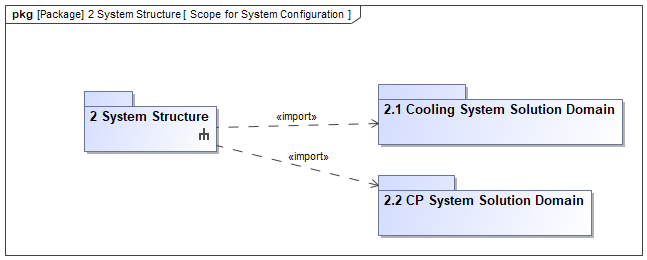 pkg [Package] 2 System Structure [ Scope for System Configuration ]
2 System Structure
«import»
2.1 Cooling System Solution Domain
«import»
2.2 CP System Solution Domain